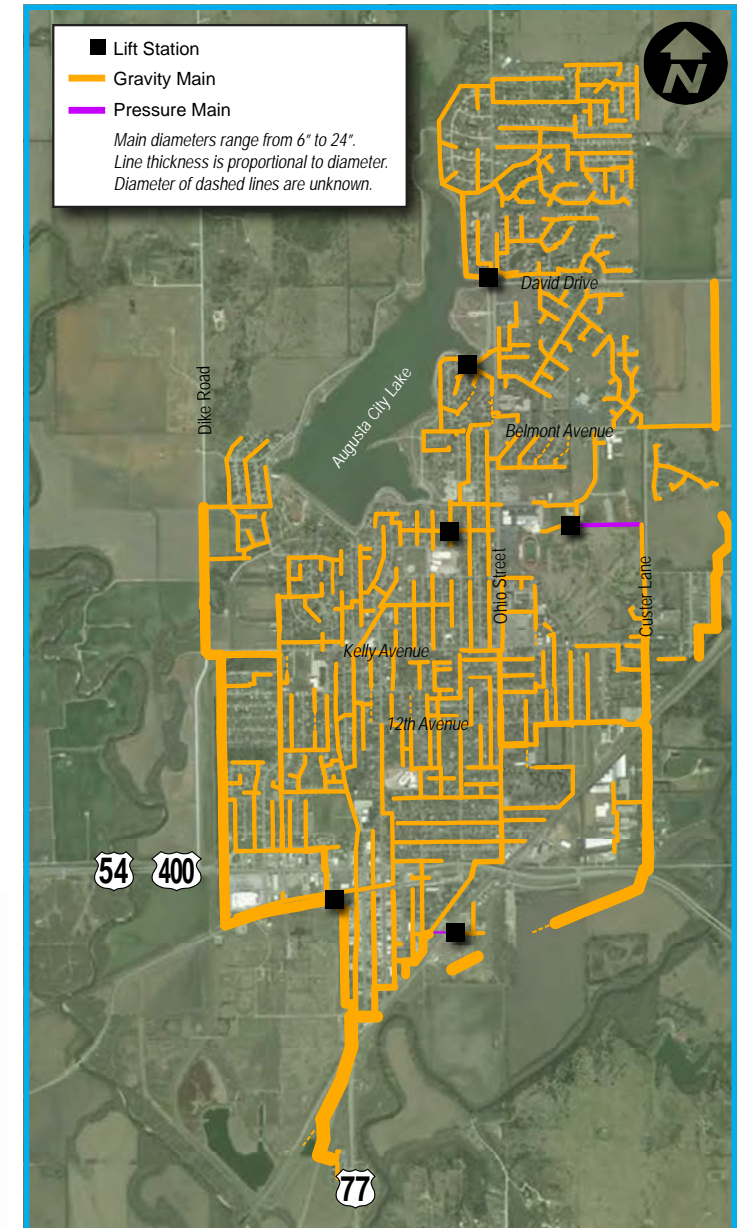 Lift Station
Gravity Main
Pressure Main
Main diameters range from 6" to 24".
Line thickness is proportional to diameter.
Diameter of dashed lines are unknown.
N
David Drive
Dike Road
Augusta City Lake
Belmont Avenue
Ohio Street
Custer Lane
Kelly Avenue
12th Avenue
54 400
77